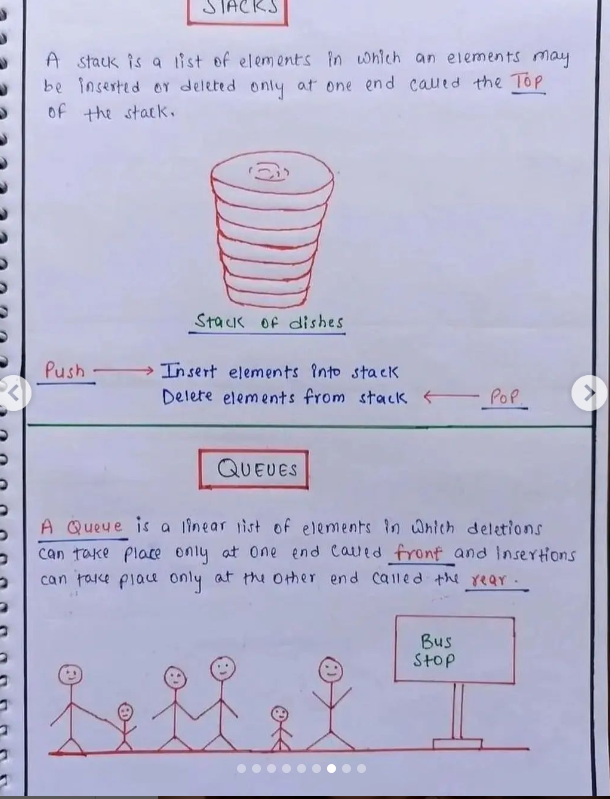 STACKS
A stack is a list of elements in which an elements may
be inserted or deleted only at one end called the Top
of the stack.
Stack of dishes
Push → Insert elements into stack
Delete elements from stack ← Pop
QUEUES
A Queue is a linear list of elements in which deletions
can take place only at one end called front and insertions
can take place only at the other end called the rear.
Bus
Stop